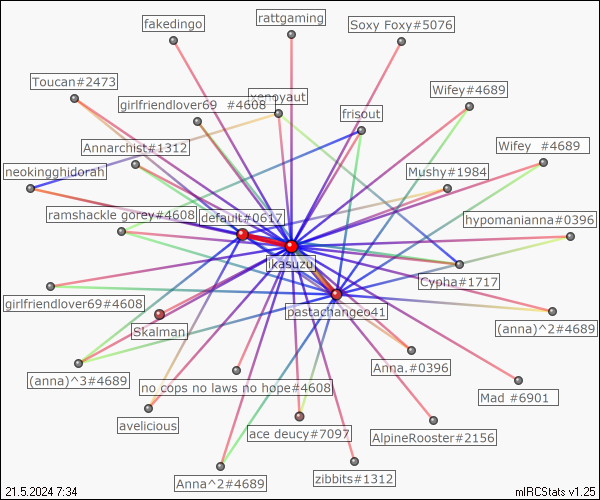 fakedingo
rattgaming
Soxy Foxy#5076
Toucan#2473
girlfriendlover69 #4608
xenoyaut
frisout
Wifey#4689
Annarchist#1312
Wifey #4689
neokingghidorah
Mushy#1984
ramshackle gorey#4608
default#0617
hypomanianna#0396
ikasuzu
Cypha#1717
girlfriendlover69#4608
pastachangeo41
(anna)^2#4689
Skalman
Anna.#0396
(anna)^3#4689
no cops no laws no hope#4608
Mad #6901
avelicious
ace deucy#7097
AlpineRooster#2156
Anna^2#4689
zibbits#1312
21.5.2024 7:34
mIRCStats v1.25